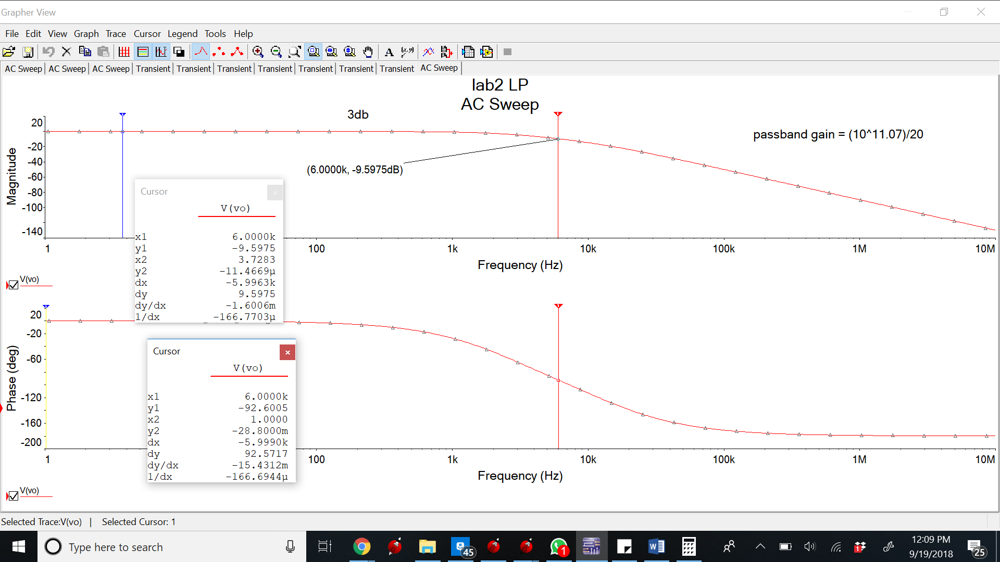 Grapher View
File Edit View Graph Trace Cursor Legend Tools Help
AC Sweep AC Sweep AC Sweep Transient Transient Transient Transient Transient Transient Transient AC Sweep
lab2 LP
AC Sweep
3db
passband gain = (10^11.07)/20
(6.0000k, -9.5975dB)
Magnitude
20
-20
-40
-60
-80
-100
-140
1 100 1k 10k 100k 1M 10M
Frequency (Hz)
V(vo)
Cursor
V(vo)
x1 6.0000k
y1 -9.5975
x2 3.7283
y2 -11.4669µ
dx -5.9963k
dy 9.5975
dy/dx -1.6006m
1/dx -166.7703µ
Phase (deg)
20
-20
-60
-120
-160
-200
1 100 1k 10k 100k 1M 10M
Frequency (Hz)
V(vo)
Cursor
V(vo)
x1 6.0000k
y1 -92.6005
x2 1.0000
y2 -28.8000m
dx -5.9990k
dy 92.5717
dy/dx -15.4312m
1/dx -166.6944µ
Selected Trace:V(vo) | Selected Cursor: 1
Type here to search
45
1
1
12:09 PM
9/19/2018
25